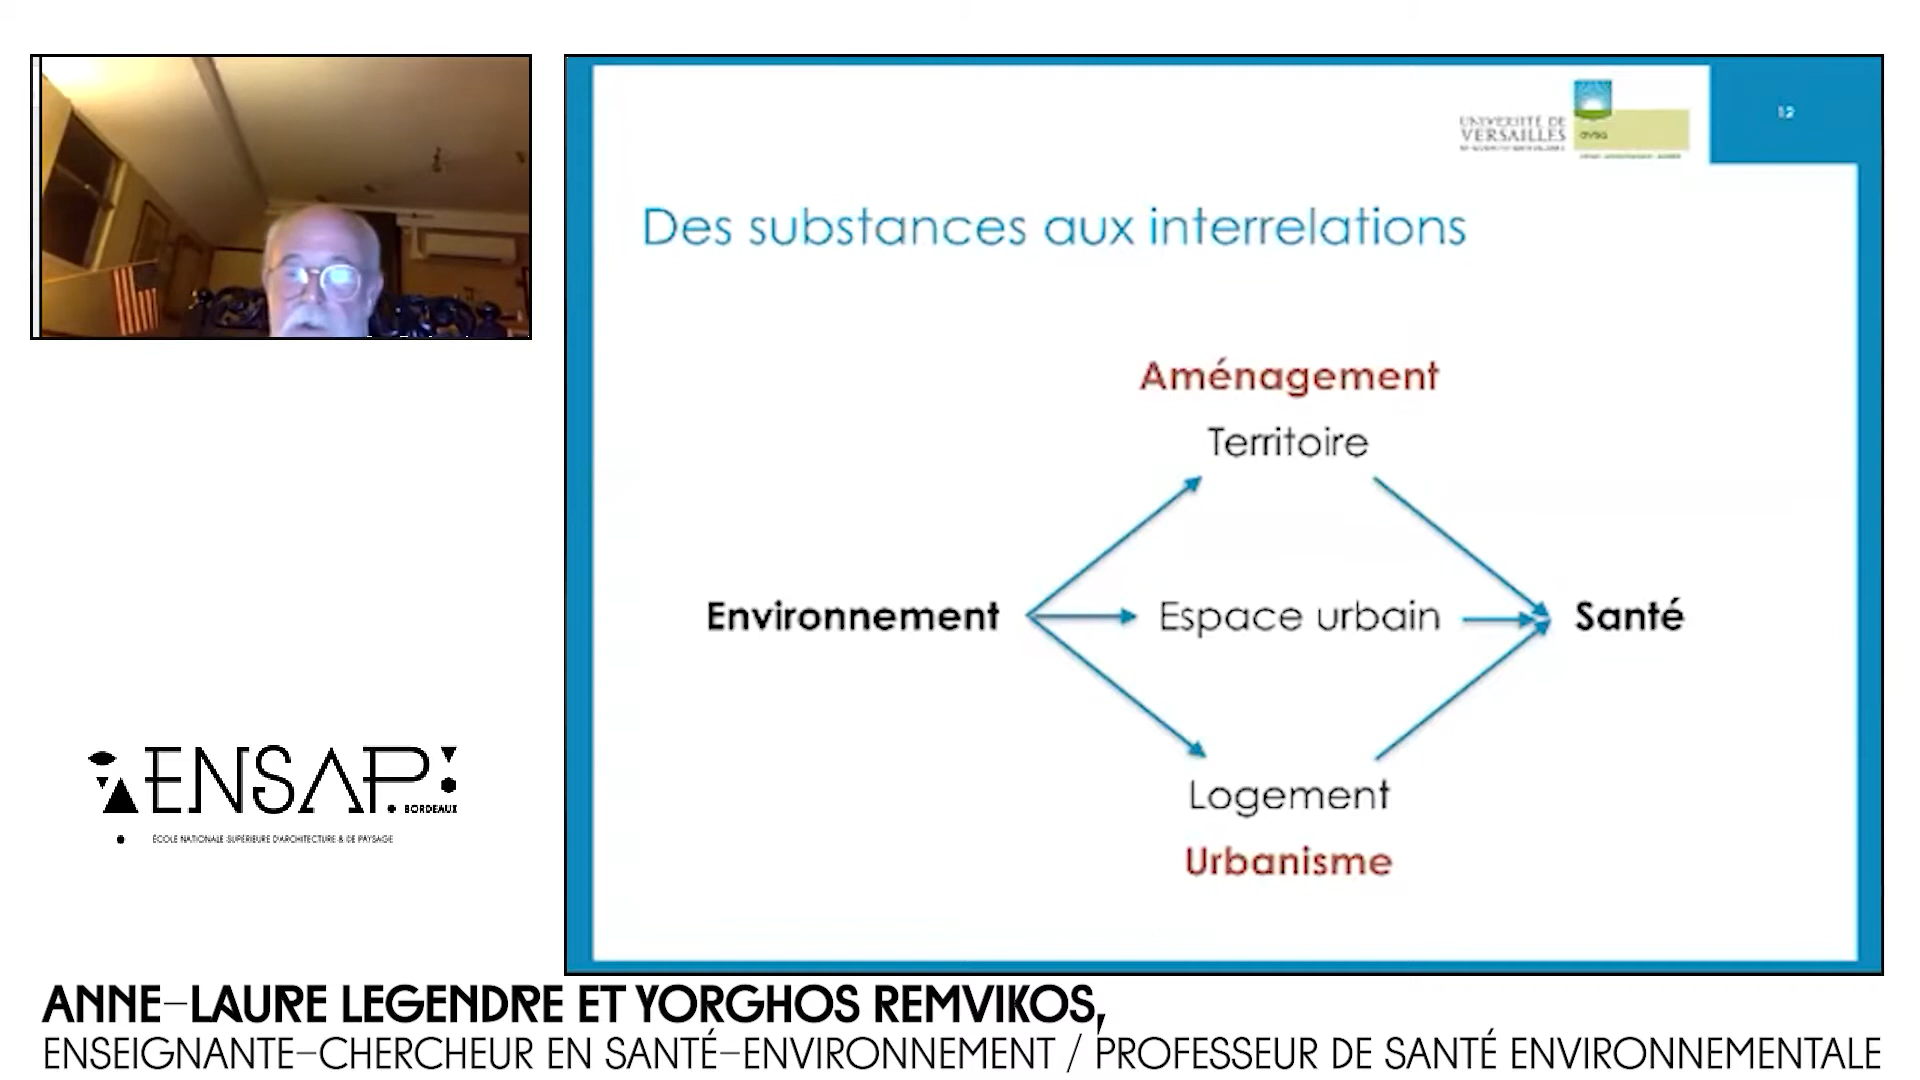 UNIVERSITÉ DE
VERSAILLES
12
Des substances aux interrelations
Aménagement
Territoire
Environnement
Espace urbain
Santé
Logement
Urbanisme
ENSAP
BORDEAUX
ÉCOLE NATIONALE SUPÉRIEURE D'ARCHITECTURE & DE PAYSAGE
ANNE-LAURE LEGENDRE ET YORGHOS REMVIKOS,
ENSEIGNANTE-CHERCHEUR EN SANTÉ-ENVIRONNEMENT / PROFESSEUR DE SANTÉ ENVIRONNEMENTALE